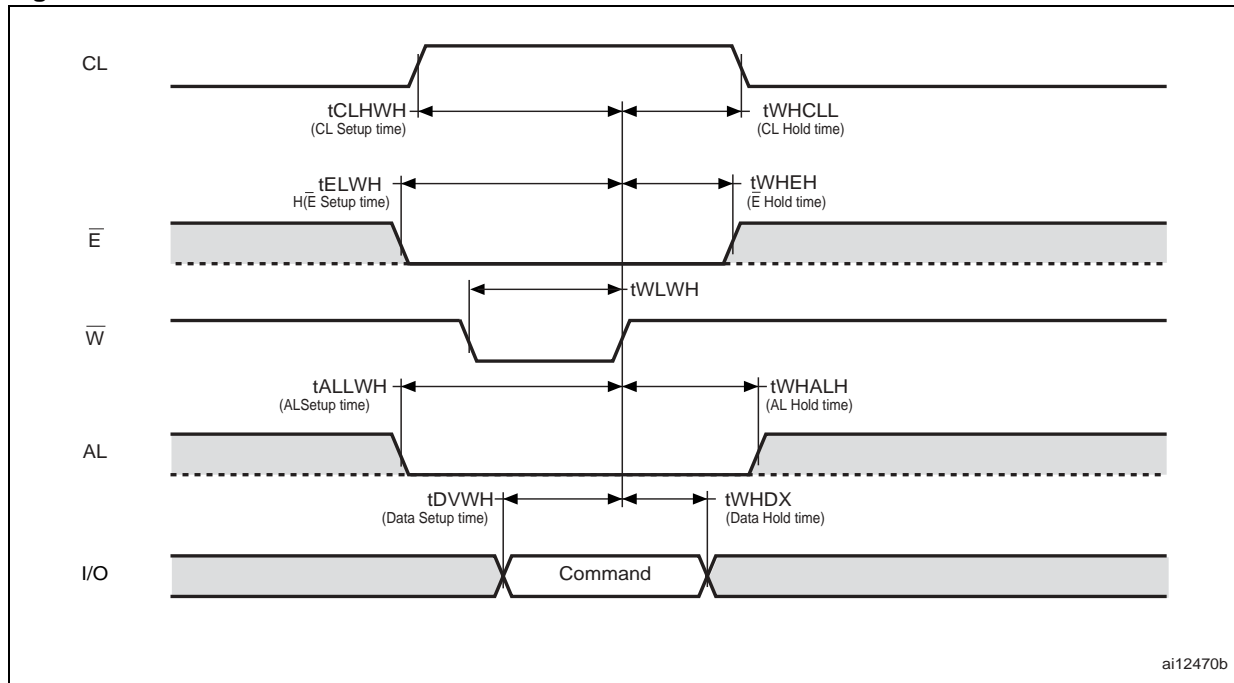 CL
tCLHWH
(CL Setup time)
tWHCLL
(CL Hold time)
tELWH
H(E̅ Setup time)
tWHEH
(E̅ Hold time)
E̅
tWLWH
W̅
tALLWH
(ALSetup time)
tWHALH
(AL Hold time)
AL
tDVWH
(Data Setup time)
tWHDX
(Data Hold time)
I/O
Command
ai12470b